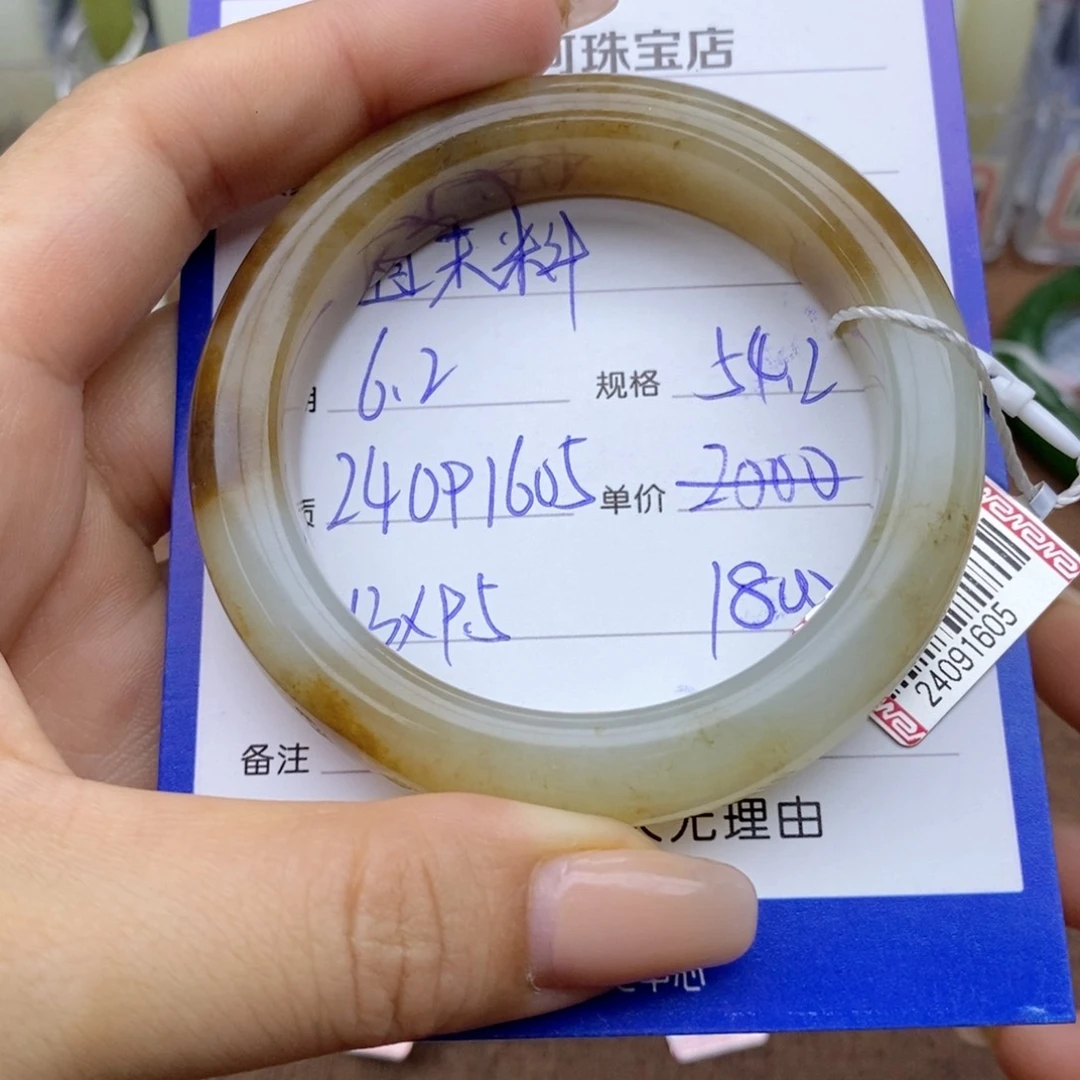 珠宝店
料
6.2 规格 54.2
24091605 单价 2000
13x9.5 1800
备注
无理由
24091605